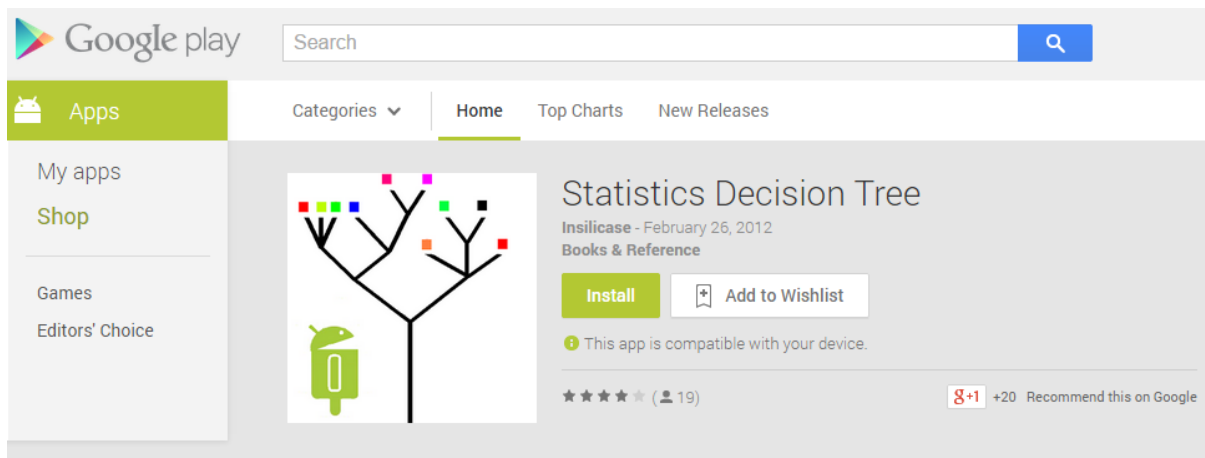 Google play
Search
Apps
Categories Home Top Charts New Releases
My apps
Shop
Games
Editors' Choice
Statistics Decision Tree
Insilicase - February 26, 2012
Books & Reference
Install Add to Wishlist
This app is compatible with your device.
(19)
g+1 +20 Recommend this on Google